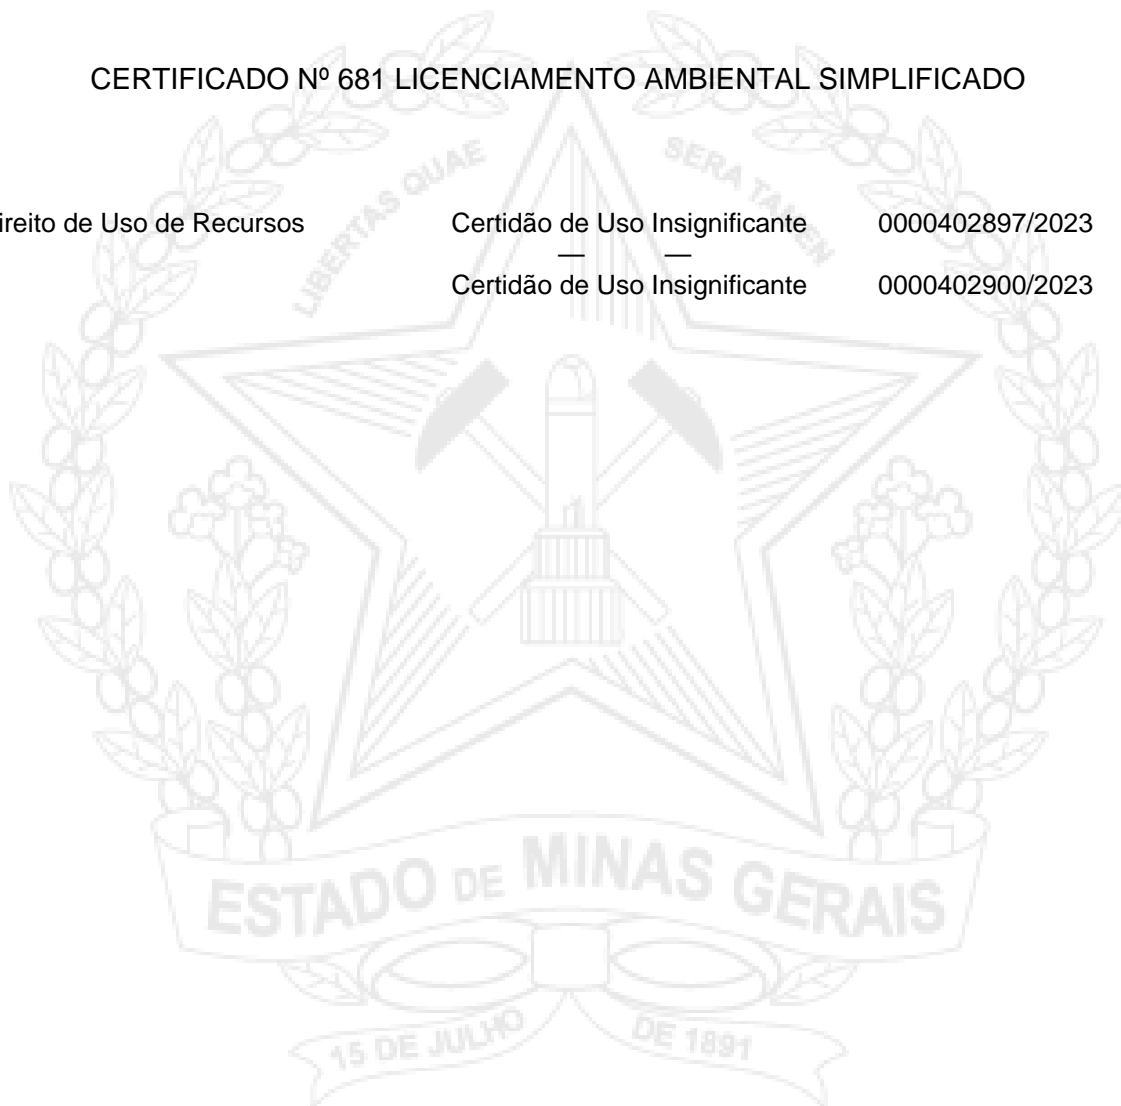 CERTIFICADO Nº 681 LICENCIAMENTO AMBIENTAL SIMPLIFICADO
LIBERTAS QUAE SERA TAMEN
ireito de Uso de Recursos Certidão de Uso Insignificante 0000402897/2023
— —
Certidão de Uso Insignificante 0000402900/2023
ESTADO DE MINAS GERAIS
15 DE JULHO DE 1891